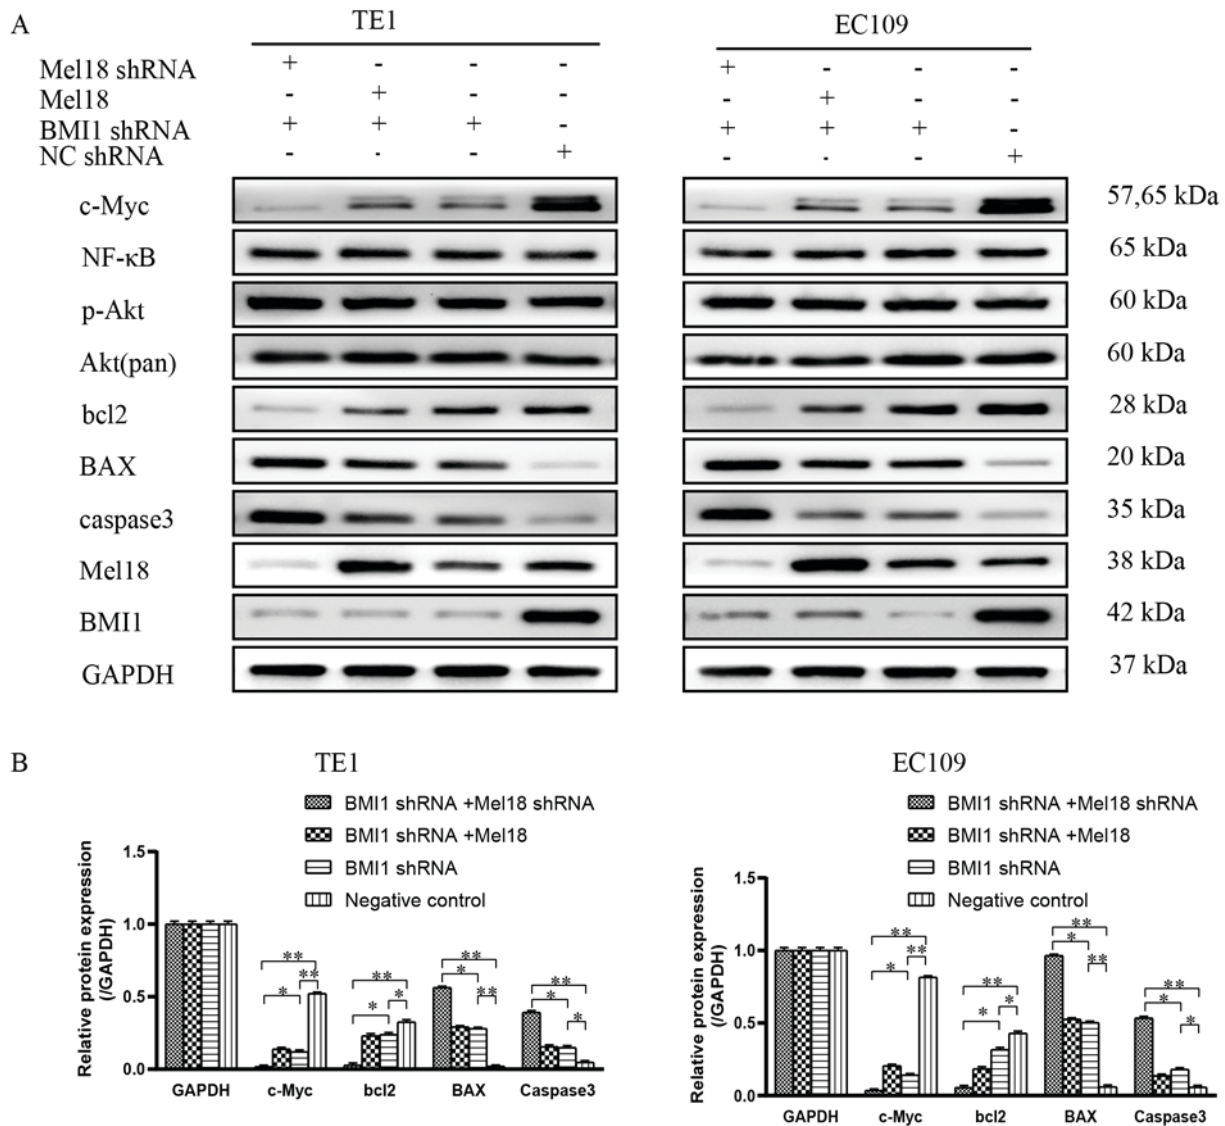 A
TE1
EC109
Mel18 shRNA + - - - + - - -
Mel18 - + - - - + - -
BMI1 shRNA + + + - + + + -
NC shRNA - - - + - - - +
c-Myc 57,65 kDa
NF-κB 65 kDa
p-Akt 60 kDa
Akt(pan) 60 kDa
bcl2 28 kDa
BAX 20 kDa
caspase3 35 kDa
Mel18 38 kDa
BMI1 42 kDa
GAPDH 37 kDa
B
TE1
BMI1 shRNA +Mel18 shRNA
BMI1 shRNA +Mel18
BMI1 shRNA
Negative control
Relative protein expression
(/GAPDH)
1.5
1.0
0.5
0.0
** ** *
** * *
** * **
** * *
GAPDH c-Myc bcl2 BAX Caspase3
EC109
BMI1 shRNA +Mel18 shRNA
BMI1 shRNA +Mel18
BMI1 shRNA
Negative control
Relative protein expression
(/GAPDH)
1.5
1.0
0.5
0.0
** ** *
** * *
** * **
** * *
GAPDH c-Myc bcl2 BAX Caspase3